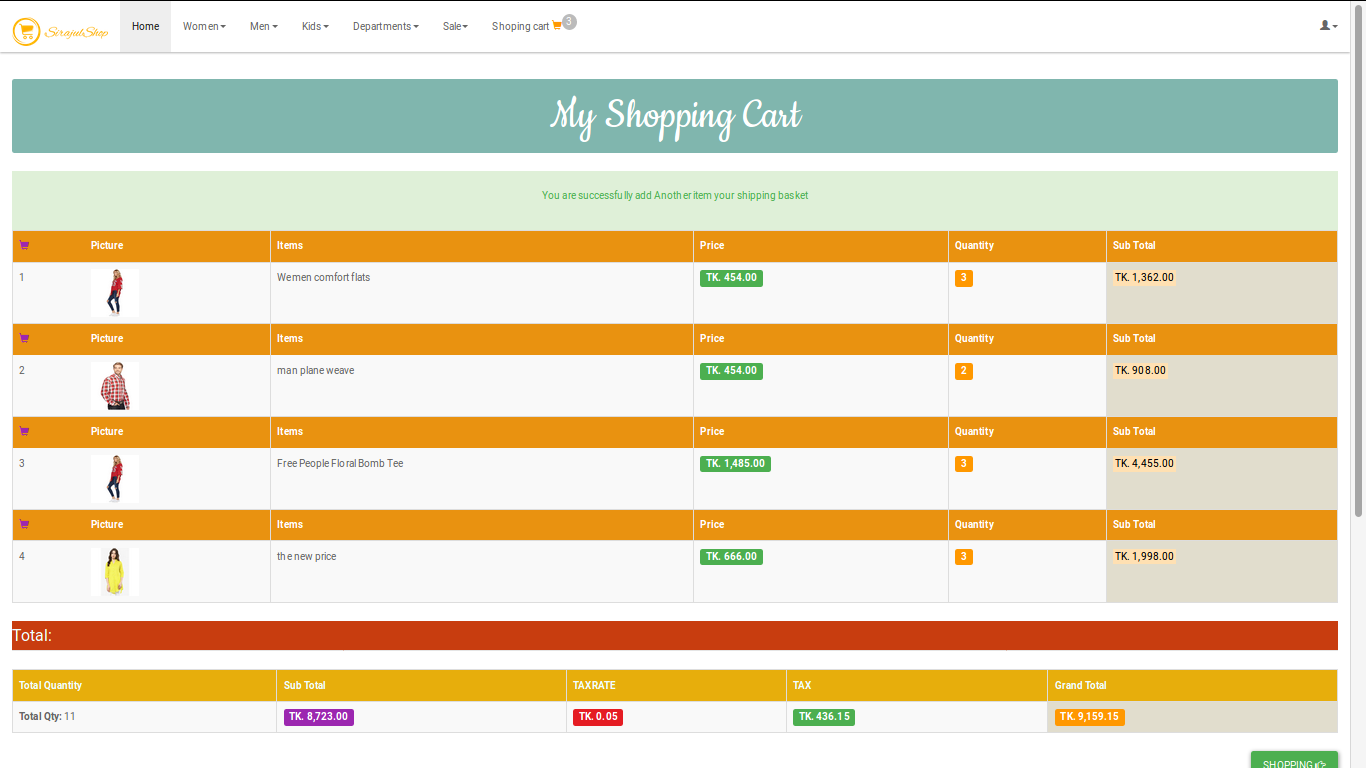 SirajulShop Home Women Men Kids Departments Sale Shoping cart 3
My Shopping Cart
You are successfully add Another item your shipping basket
Picture Items Price Quantity Sub Total
1 Wemen comfort flats TK. 454.00 3 TK. 1,362.00
Picture Items Price Quantity Sub Total
2 man plane weave TK. 454.00 2 TK. 908.00
Picture Items Price Quantity Sub Total
3 Free People Floral Bomb Tee TK. 1,485.00 3 TK. 4,455.00
Picture Items Price Quantity Sub Total
4 the new price TK. 666.00 3 TK. 1,998.00
Total:
Total Quantity Sub Total TAXRATE TAX Grand Total
Total Qty: 11 TK. 8,723.00 TK. 0.05 TK. 436.15 TK. 9,159.15
SHOPPING